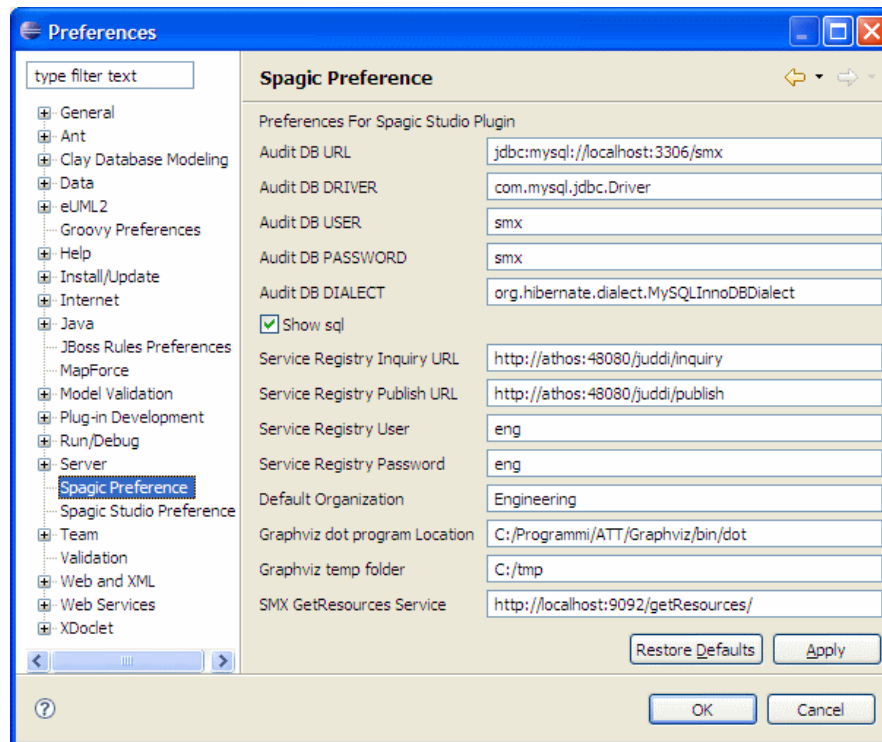 Preferences
type filter text
General
Ant
Clay Database Modeling
Data
eUML2
Groovy Preferences
Help
Install/Update
Internet
Java
JBoss Rules Preferences
MapForce
Model Validation
Plug-in Development
Run/Debug
Server
Spagic Preference
Spagic Studio Preference
Team
Validation
Web and XML
Web Services
XDoclet
Spagic Preference
Preferences For Spagic Studio Plugin
Audit DB URL jdbc:mysql://localhost:3306/smx
Audit DB DRIVER com.mysql.jdbc.Driver
Audit DB USER smx
Audit DB PASSWORD smx
Audit DB DIALECT org.hibernate.dialect.MySQLInnoDBDialect
Show sql
Service Registry Inquiry URL http://athos:48080/juddi/inquiry
Service Registry Publish URL http://athos:48080/juddi/publish
Service Registry User eng
Service Registry Password eng
Default Organization Engineering
Graphviz dot program Location C:/Programmi/ATT/Graphviz/bin/dot
Graphviz temp folder C:/tmp
SMX GetResources Service http://localhost:9092/getResources/
Restore Defaults Apply
? OK Cancel